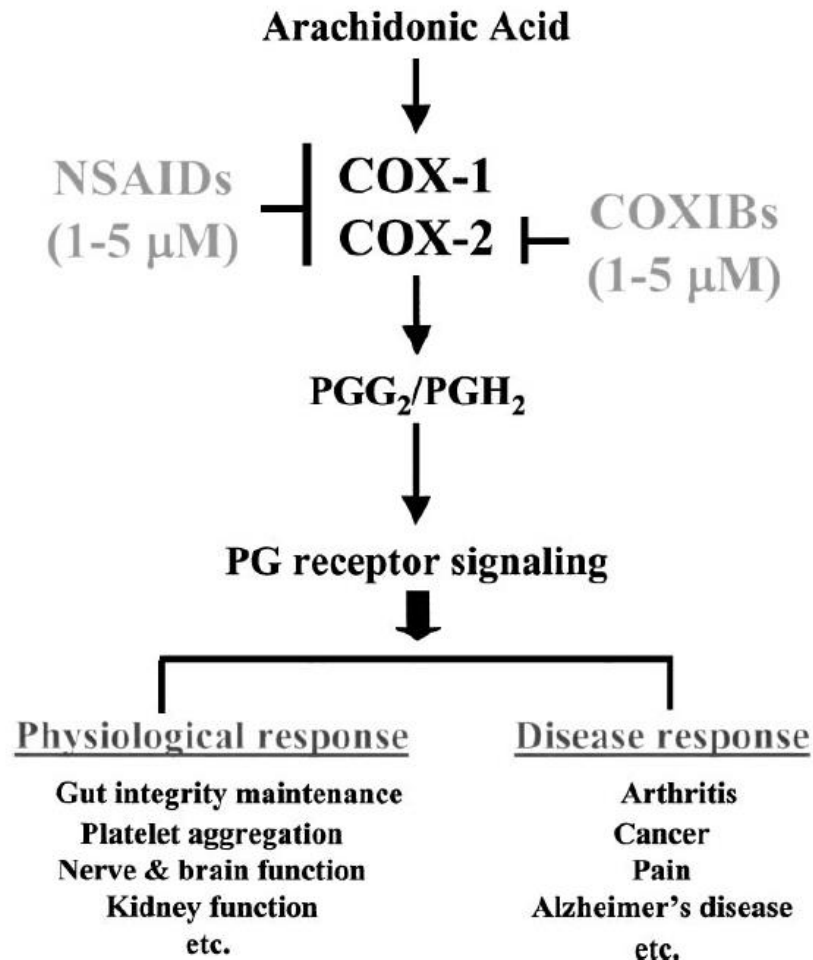 Arachidonic Acid
NSAIDs
(1-5 μM)
COX-1
COX-2
COXIBs
(1-5 μM)
PGG₂/PGH₂
PG receptor signaling
Physiological response
Gut integrity maintenance
Platelet aggregation
Nerve & brain function
Kidney function
etc.
Disease response
Arthritis
Cancer
Pain
Alzheimer's disease
etc.